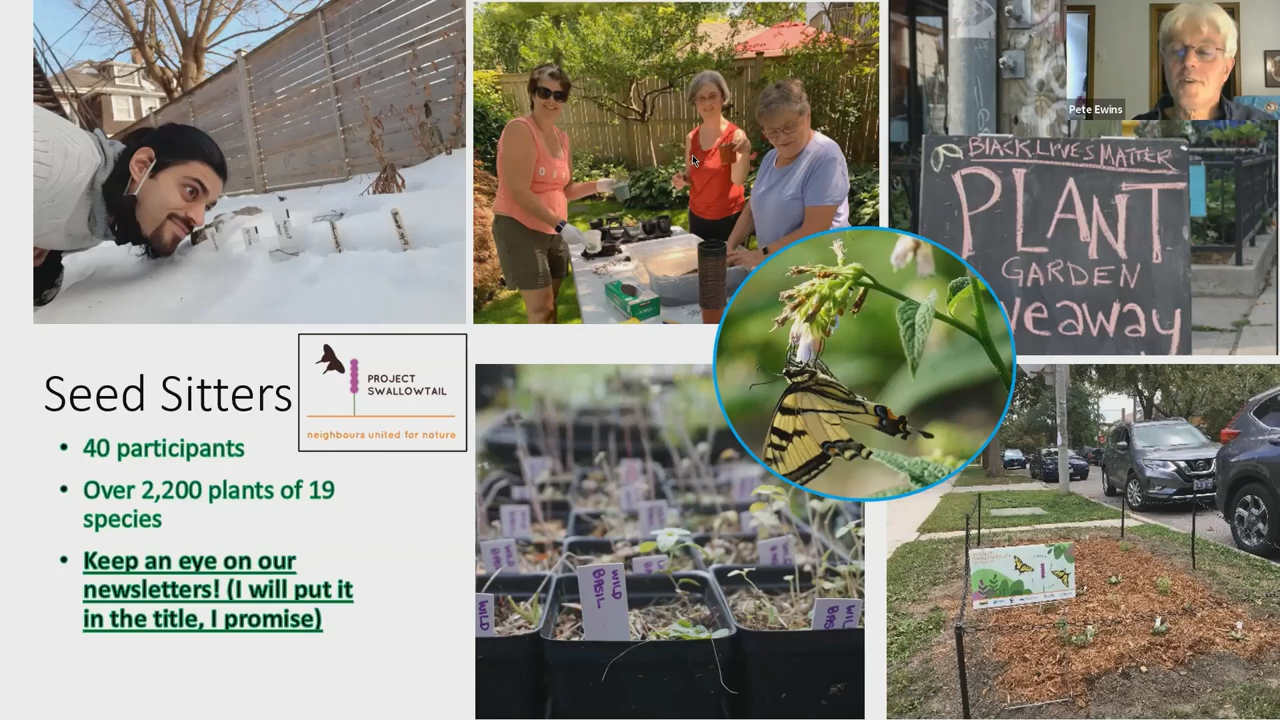 Pete Ewins
BLACK LIVES MATTER
PLANT
GARDEN
veaway
Seed Sitters
PROJECT
SWALLOWTAIL
neighbours united for nature
• 40 participants
• Over 2,200 plants of 19
species
• Keep an eye on our
newsletters! (I will put it
in the title, I promise)
WILD
BASIL
WILD